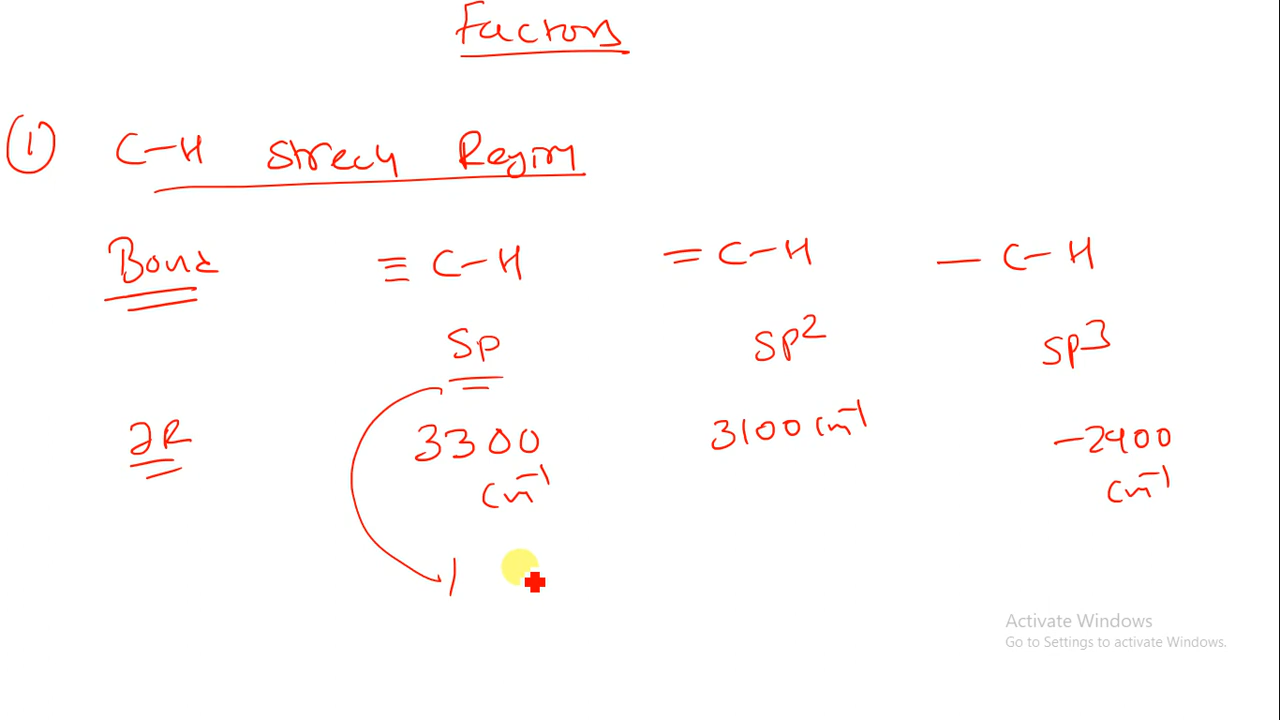 Factors
① C-H Strech Region
Bond ≡ C-H = C-H — C-H
Sp Sp² Sp³
IR 3300 cm⁻¹ 3100 cm⁻¹ -2900 cm⁻¹
Activate Windows
Go to Settings to activate Windows.